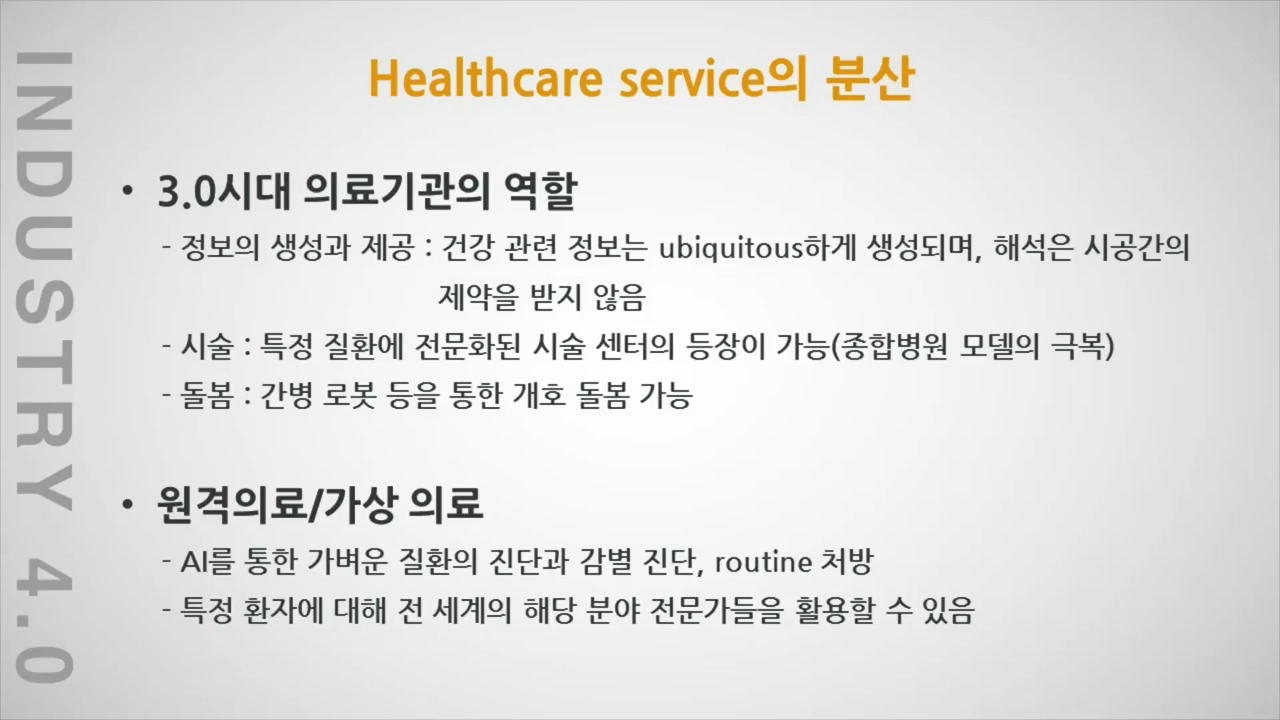 INDUSTRY 4.0
Healthcare service의 분산
• 3.0시대 의료기관의 역할
- 정보의 생성과 제공 : 건강 관련 정보는 ubiquitous하게 생성되며, 해석은 시공간의
제약을 받지 않음
- 시술 : 특정 질환에 전문화된 시술 센터의 등장이 가능(종합병원 모델의 극복)
- 돌봄 : 간병 로봇 등을 통한 개호 돌봄 가능
• 원격의료/가상 의료
- AI를 통한 가벼운 질환의 진단과 감별 진단, routine 처방
- 특정 환자에 대해 전 세계의 해당 분야 전문가들을 활용할 수 있음